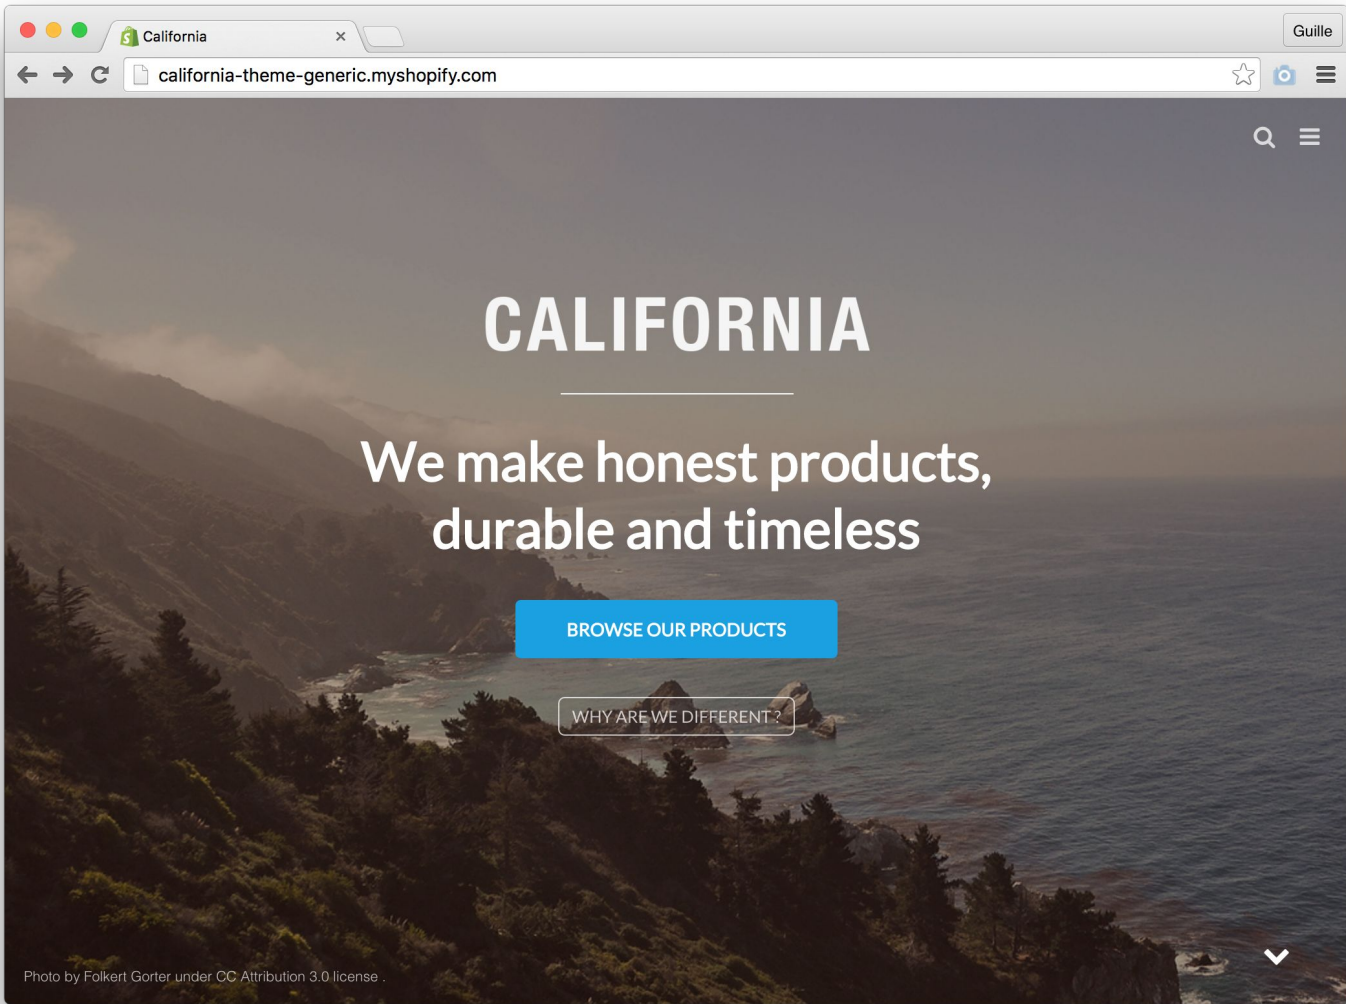 California
Guille
california-theme-generic.myshopify.com
CALIFORNIA
We make honest products,
durable and timeless
BROWSE OUR PRODUCTS
WHY ARE WE DIFFERENT ?
Photo by Folkert Gorter under CC Attribution 3.0 license .